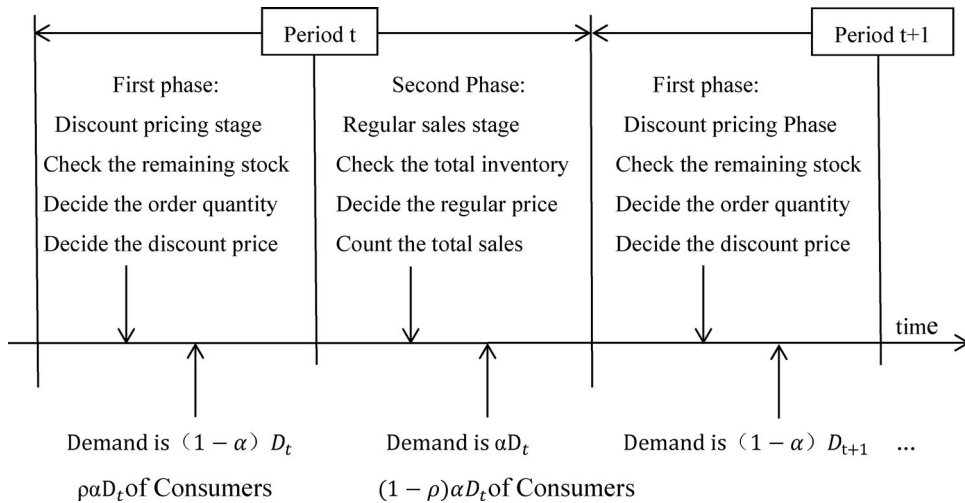 Period t
Period t+1
First phase:
Discount pricing stage
Check the remaining stock
Decide the order quantity
Decide the discount price
Second Phase:
Regular sales stage
Check the total inventory
Decide the regular price
Count the total sales
First phase:
Discount pricing Phase
Check the remaining stock
Decide the order quantity
Decide the discount price
time
Demand is（1 − α）D_t
ραD_t of Consumers
Demand is αD_t
(1 − ρ)αD_t of Consumers
Demand is（1 − α）D_{t+1} ...